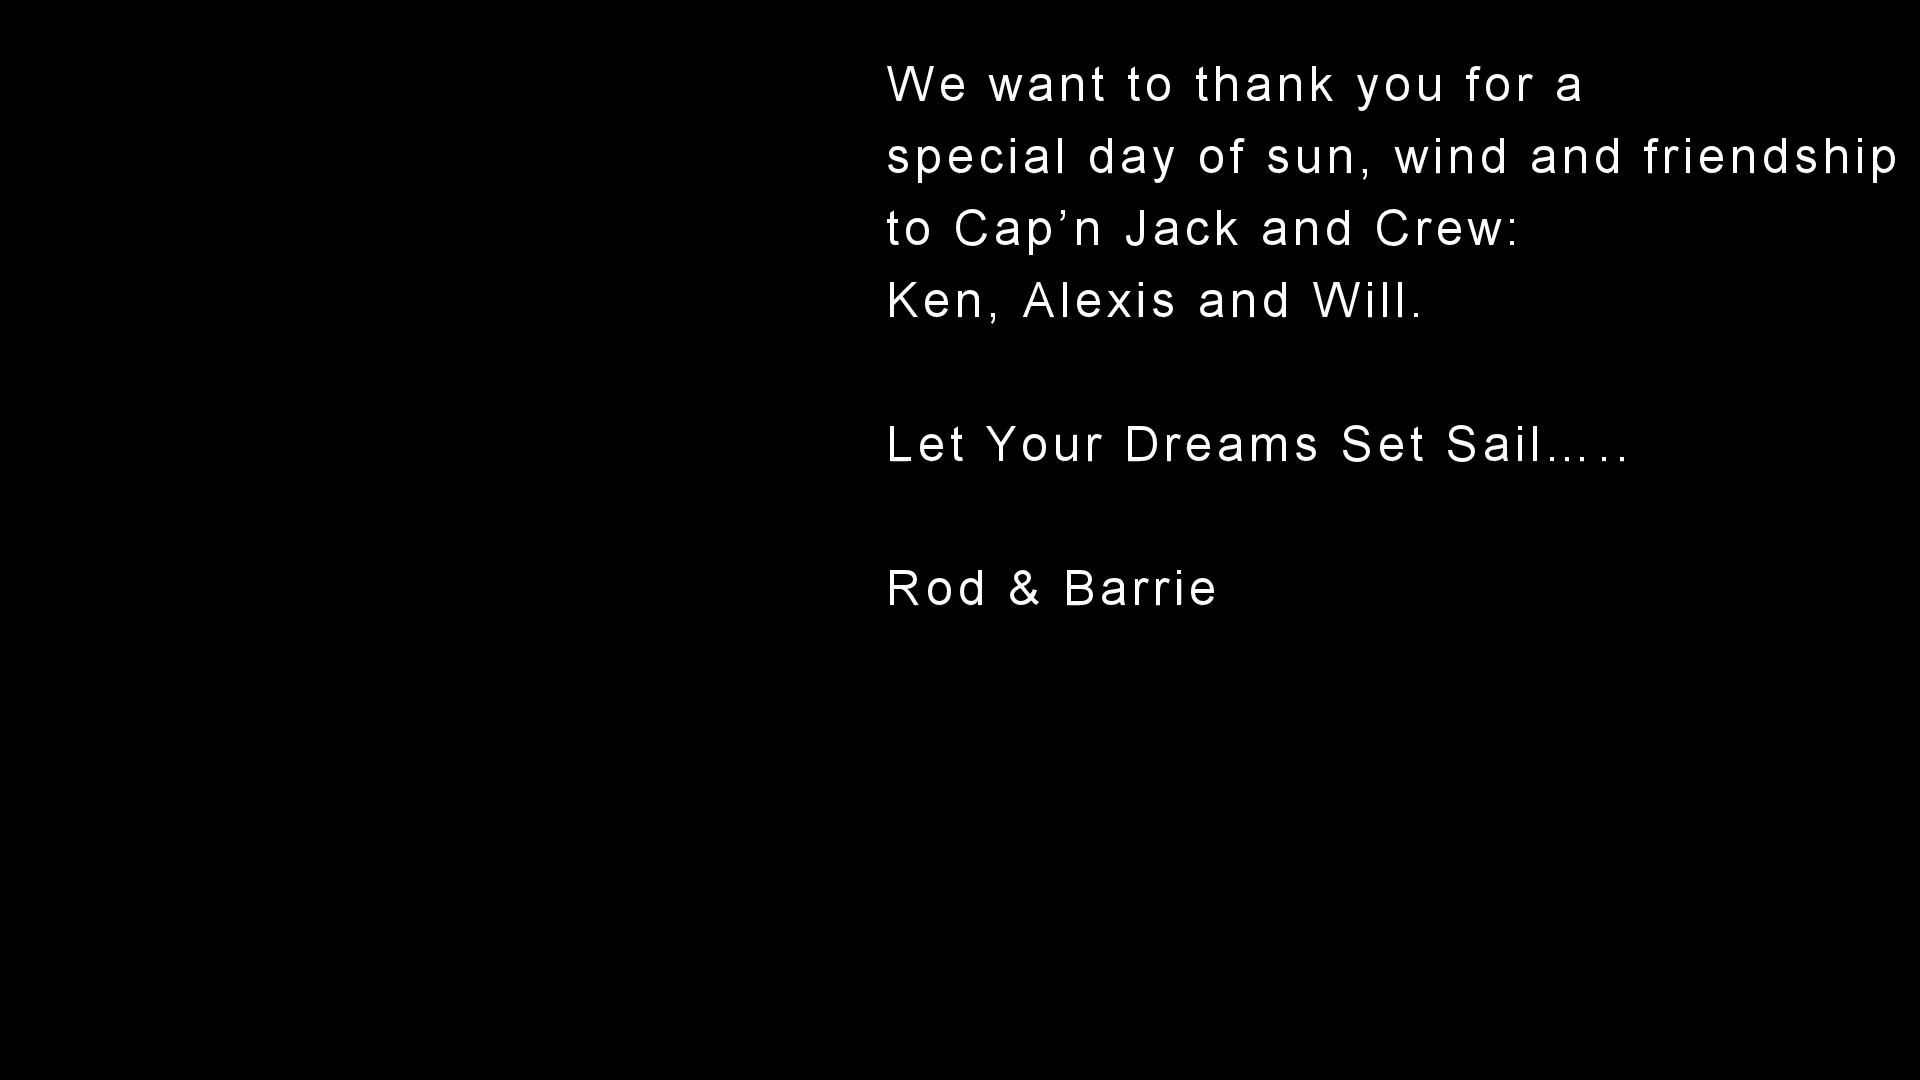 We want to thank you for a
special day of sun, wind and friendship
to Cap’n Jack and Crew:
Ken, Alexis and Will.
Let Your Dreams Set Sail…..
Rod & Barrie